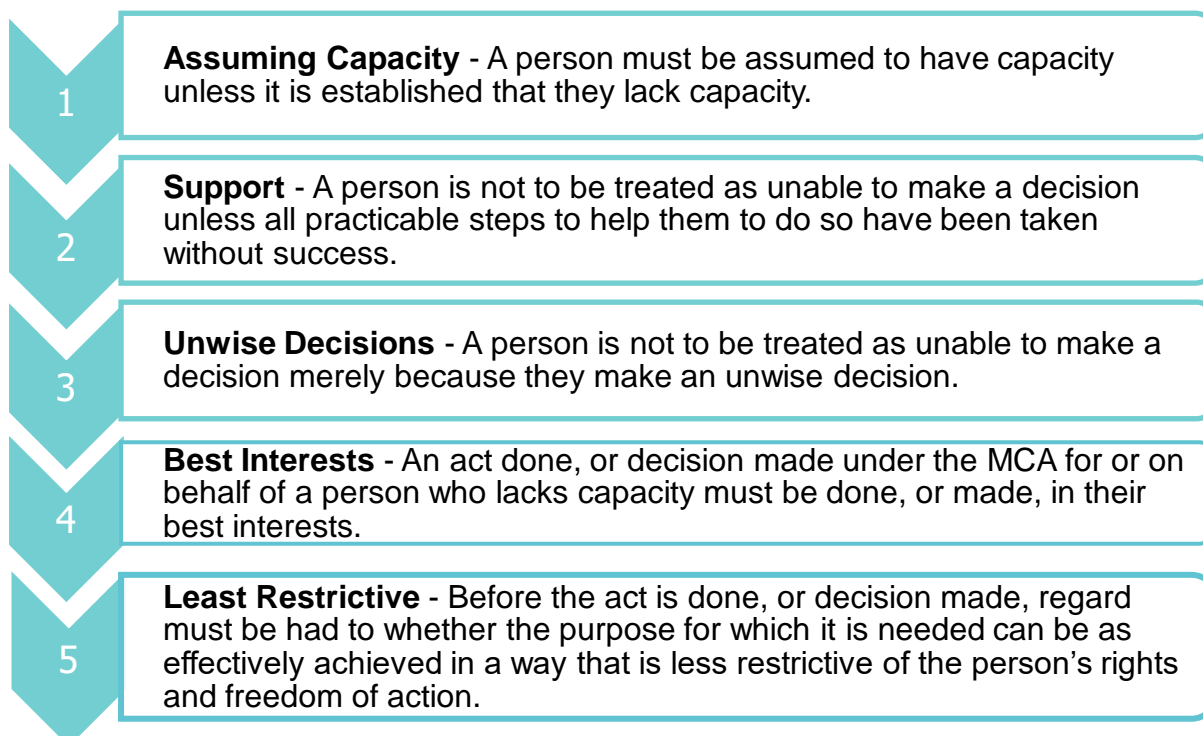 1
Assuming Capacity - A person must be assumed to have capacity
unless it is established that they lack capacity.
2
Support - A person is not to be treated as unable to make a decision
unless all practicable steps to help them to do so have been taken
without success.
3
Unwise Decisions - A person is not to be treated as unable to make a
decision merely because they make an unwise decision.
4
Best Interests - An act done, or decision made under the MCA for or on
behalf of a person who lacks capacity must be done, or made, in their
best interests.
5
Least Restrictive - Before the act is done, or decision made, regard
must be had to whether the purpose for which it is needed can be as
effectively achieved in a way that is less restrictive of the person’s rights
and freedom of action.